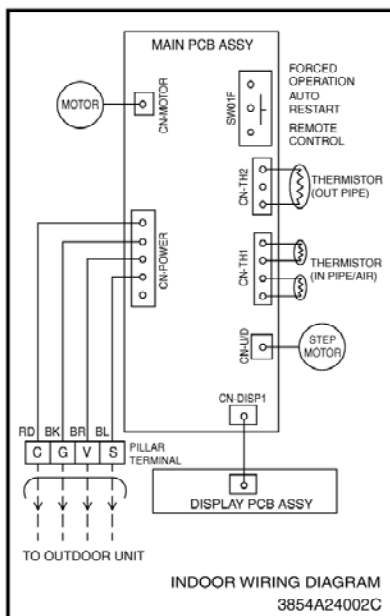 MAIN PCB ASSY
MOTOR
CN-MOTOR
SW01F
FORCED
OPERATION
AUTO
RESTART
REMOTE
CONTROL
CN-TH2
THERMISTOR
(OUT PIPE)
CN-POWER
CN-TH1
THERMISTOR
(IN PIPE/AIR)
CN-U/D
STEP
MOTOR
CN-DISP1
RD BK BR BL
C G V S
PILLAR
TERMINAL
DISPLAY PCB ASSY
TO OUTDOOR UNIT
INDOOR WIRING DIAGRAM
3854A24002C